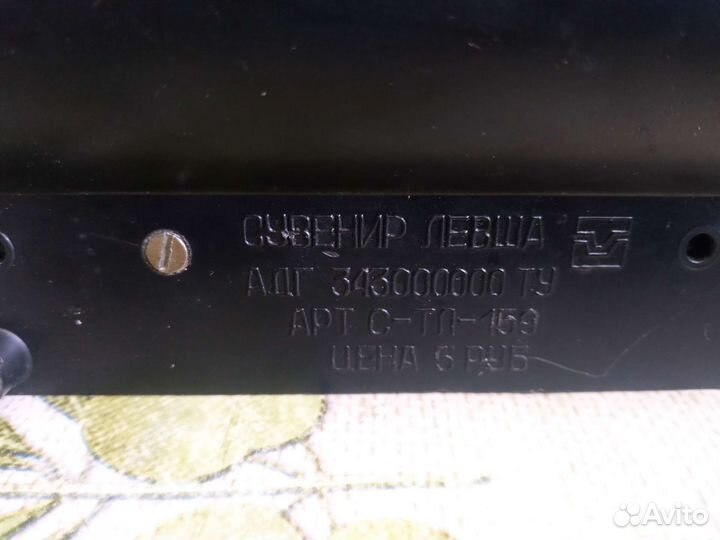 СУВЕНИР ЛЕВША
АДГ 343000000 ТУ
АРТ С-ТП-159
ЦЕНА 6 РУБ
Avito